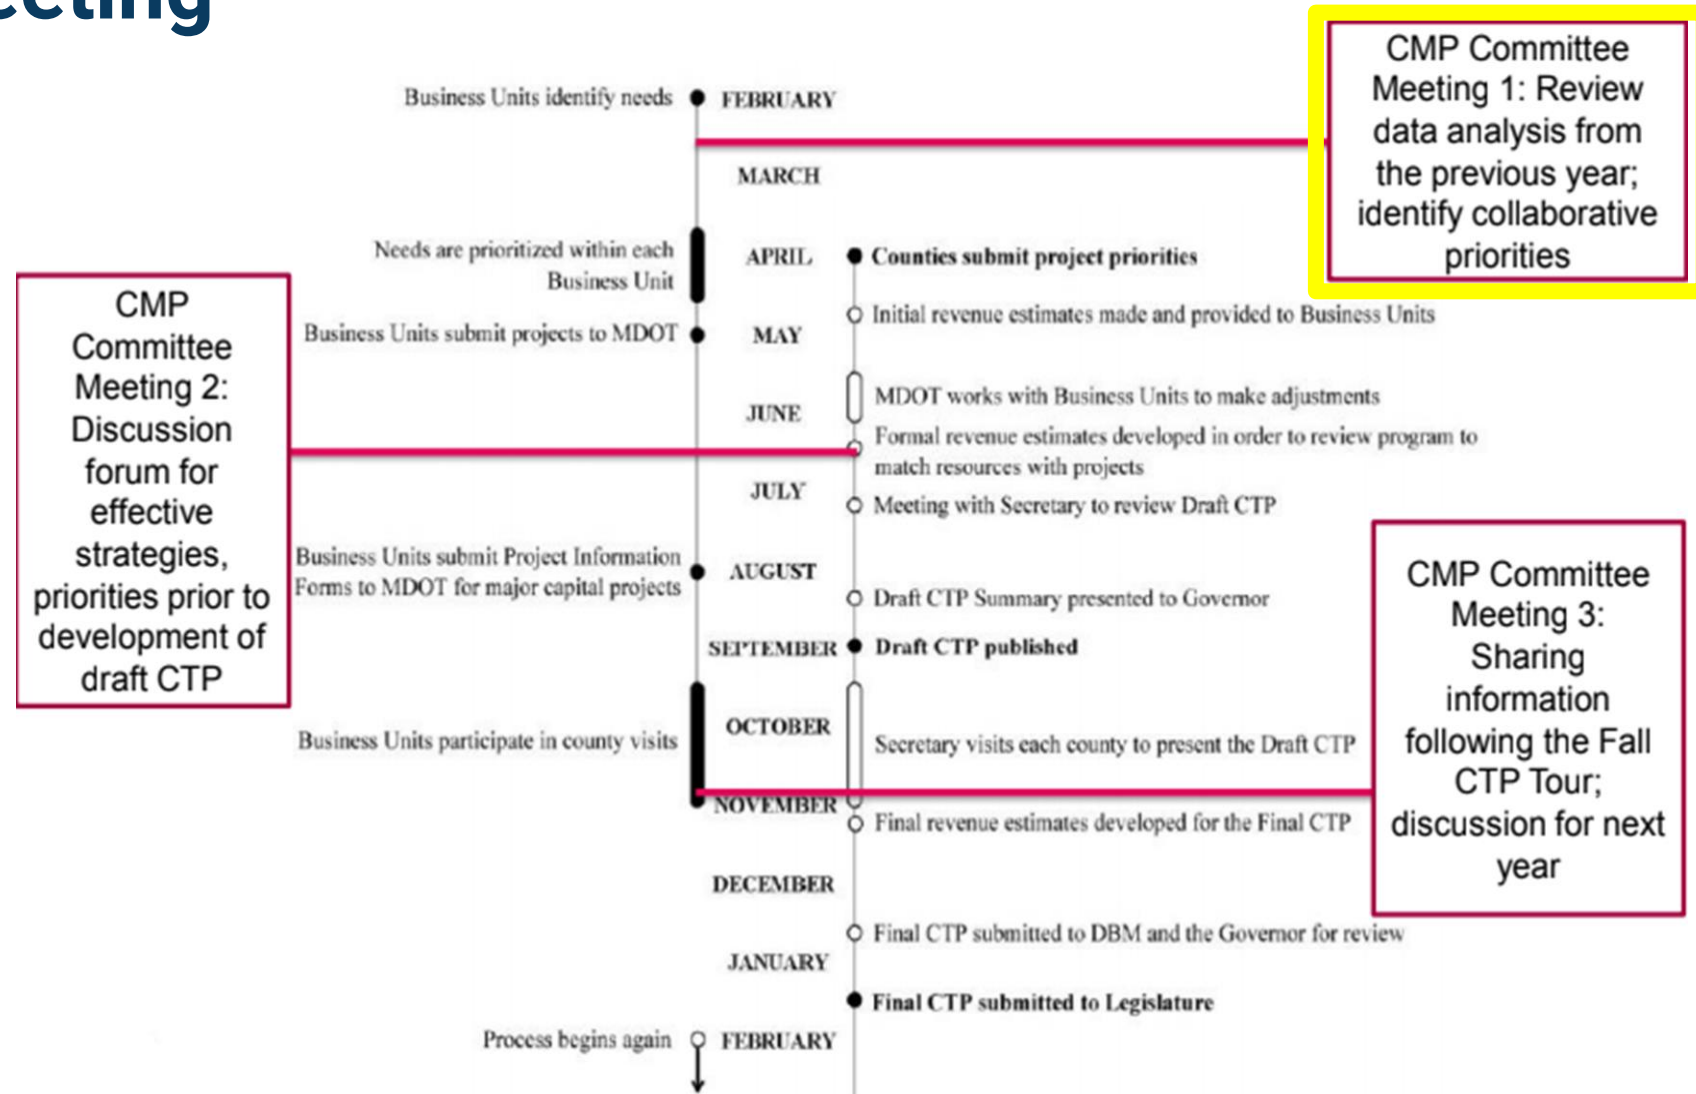 CMP Committee
Meeting 1: Review
data analysis from
the previous year;
identify collaborative
priorities
Business Units identify needs
FEBRUARY
MARCH
Needs are prioritized within each
Business Unit
APRIL
Counties submit project priorities
Initial revenue estimates made and provided to Business Units
Business Units submit projects to MDOT
MAY
CMP
Committee
Meeting 2:
Discussion
forum for
effective
strategies,
priorities prior to
development of
draft CTP
MDOT works with Business Units to make adjustments
JUNE
Formal revenue estimates developed in order to review program to
match resources with projects
JULY
Meeting with Secretary to review Draft CTP
Business Units submit Project Information
Forms to MDOT for major capital projects
AUGUST
Draft CTP Summary presented to Governor
SEPTEMBER
Draft CTP published
CMP Committee
Meeting 3:
Sharing
information
following the Fall
CTP Tour;
discussion for next
year
OCTOBER
Business Units participate in county visits
Secretary visits each county to present the Draft CTP
NOVEMBER
Final revenue estimates developed for the Final CTP
DECEMBER
Final CTP submitted to DBM and the Governor for review
JANUARY
Final CTP submitted to Legislature
Process begins again
FEBRUARY